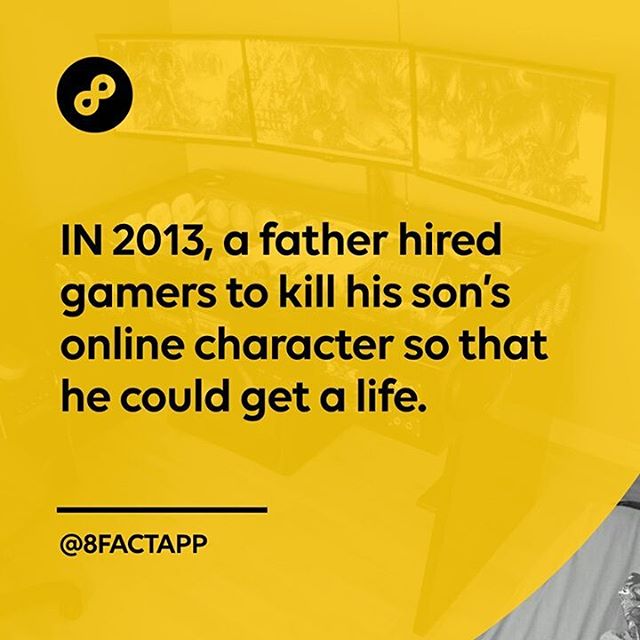 IN 2013, a father hired
gamers to kill his son's
online character so that
he could get a life.
@8FACTAPP